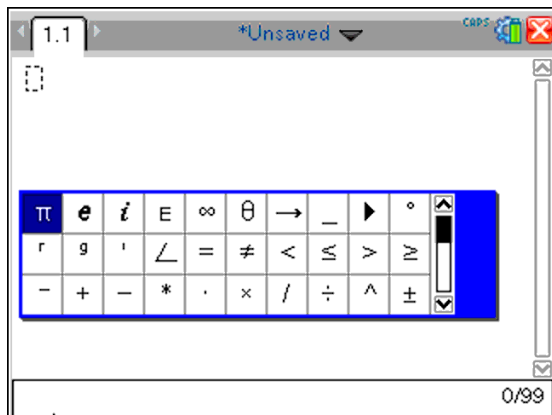 1.1 *Unsaved CAPS
π e i E ∞ θ → _ ▶ °
r g ' ∠ = ≠ < ≤ > ≥
⁻ + − * · × / ÷ ^ ±
0/99